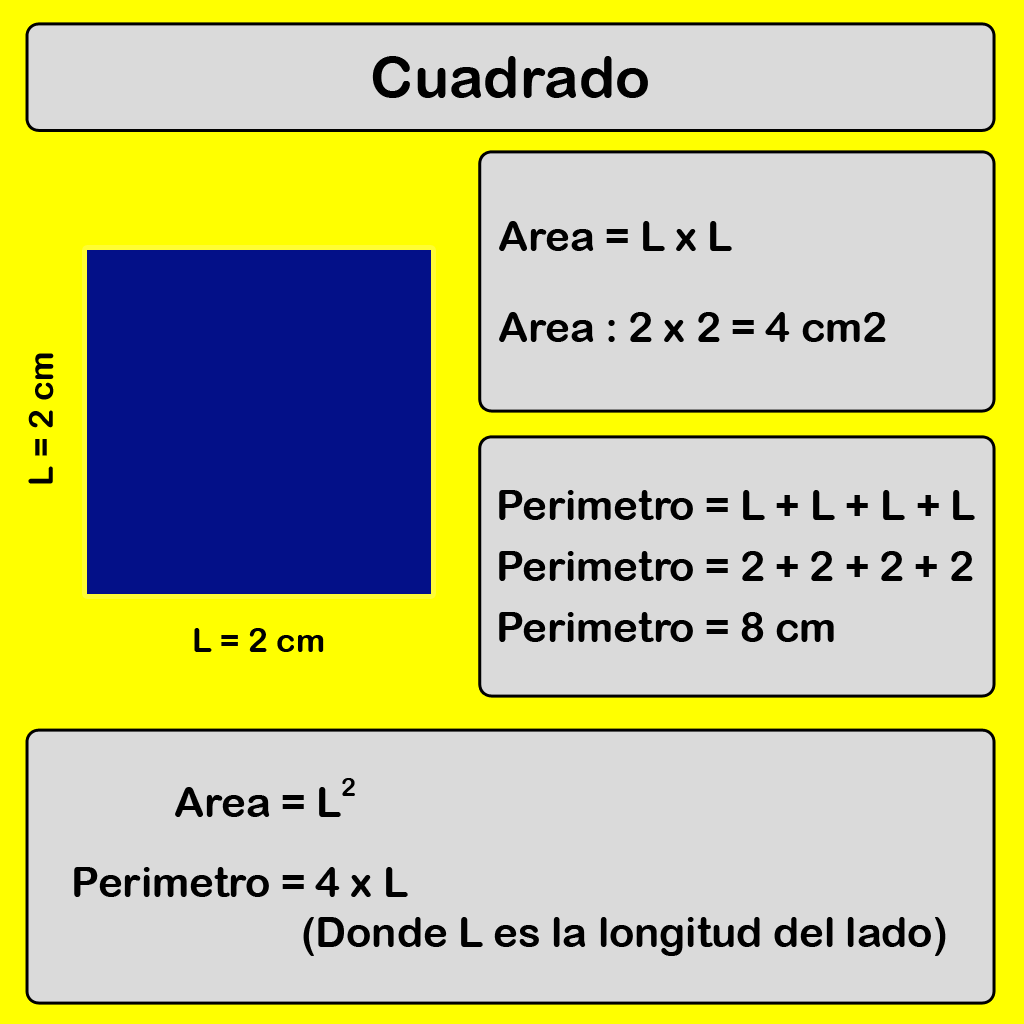 Cuadrado
L = 2 cm
L = 2 cm
Area = L x L
Area : 2 x 2 = 4 cm2
Perimetro = L + L + L + L
Perimetro = 2 + 2 + 2 + 2
Perimetro = 8 cm
Area = L²
Perimetro = 4 x L
(Donde L es la longitud del lado)